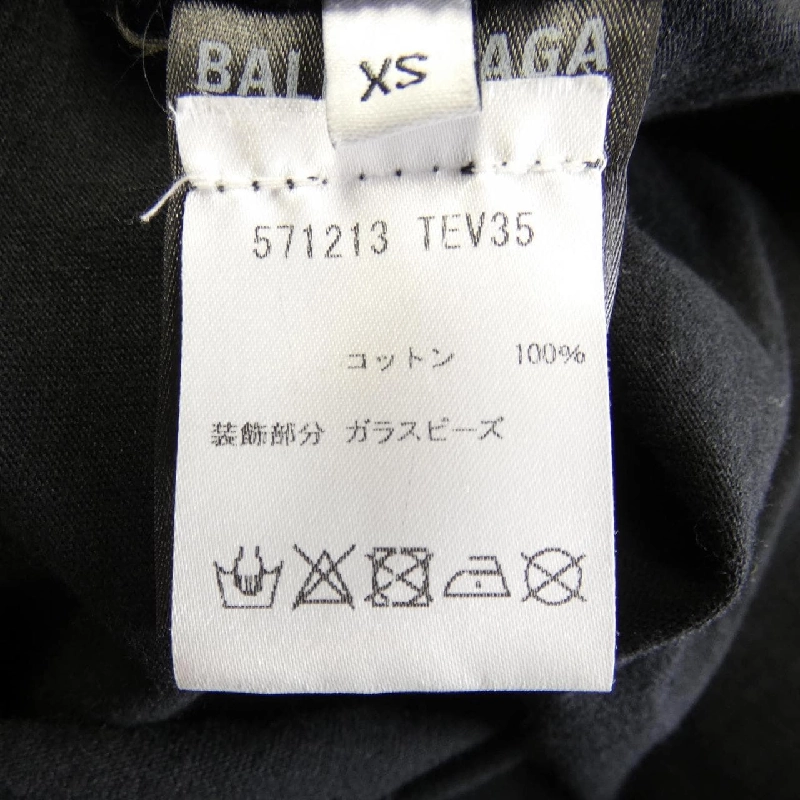 BAL AGA
XS
571213 TEV35
コットン 100%
装飾部分 ガラスビーズ